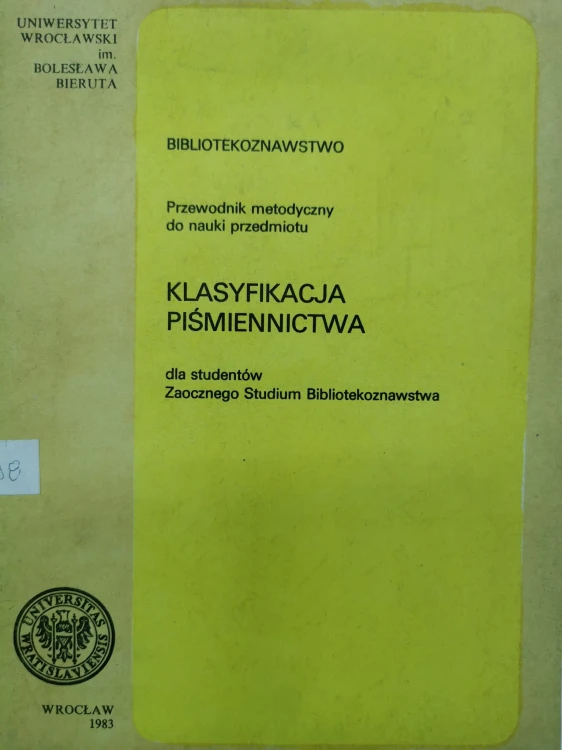 UNIWERSYTET
WROCŁAWSKI
im.
BOLESŁAWA
BIERUTA
BIBLIOTEKOZNAWSTWO
Przewodnik metodyczny
do nauki przedmiotu
KLASYFIKACJA
PIŚMIENNICTWA
dla studentów
Zaocznego Studium Bibliotekoznawstwa
8
UNIVERSITAS
WRATISLAVIENSIS
WROCŁAW
1983